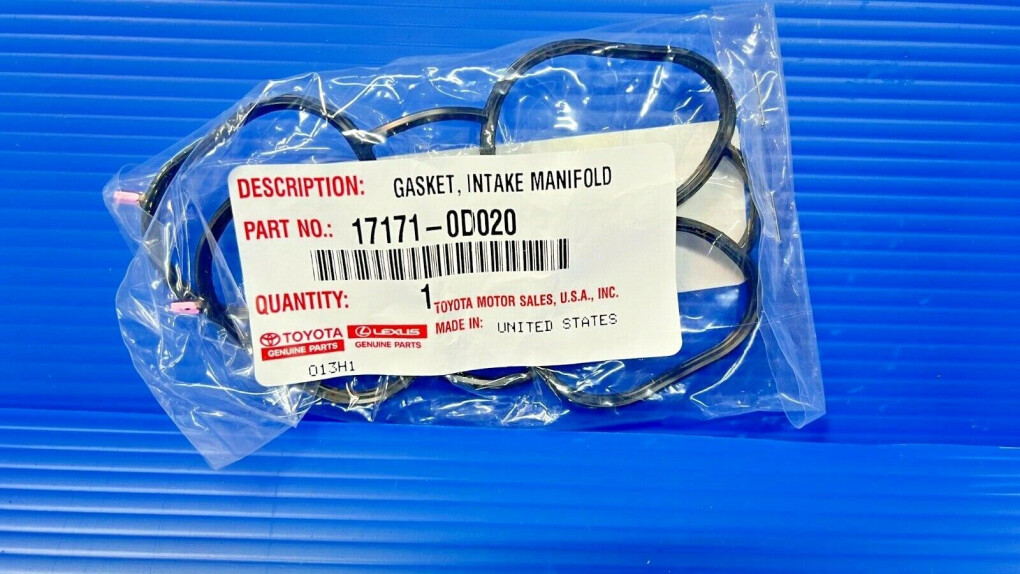 DESCRIPTION: GASKET, INTAKE MANIFOLD
PART NO.: 17171-0D020
QUANTITY: 1
TOYOTA MOTOR SALES, U.S.A., INC.
MADE IN: UNITED STATES
TOYOTA
GENUINE PARTS
LEXUS
GENUINE PARTS
013H1